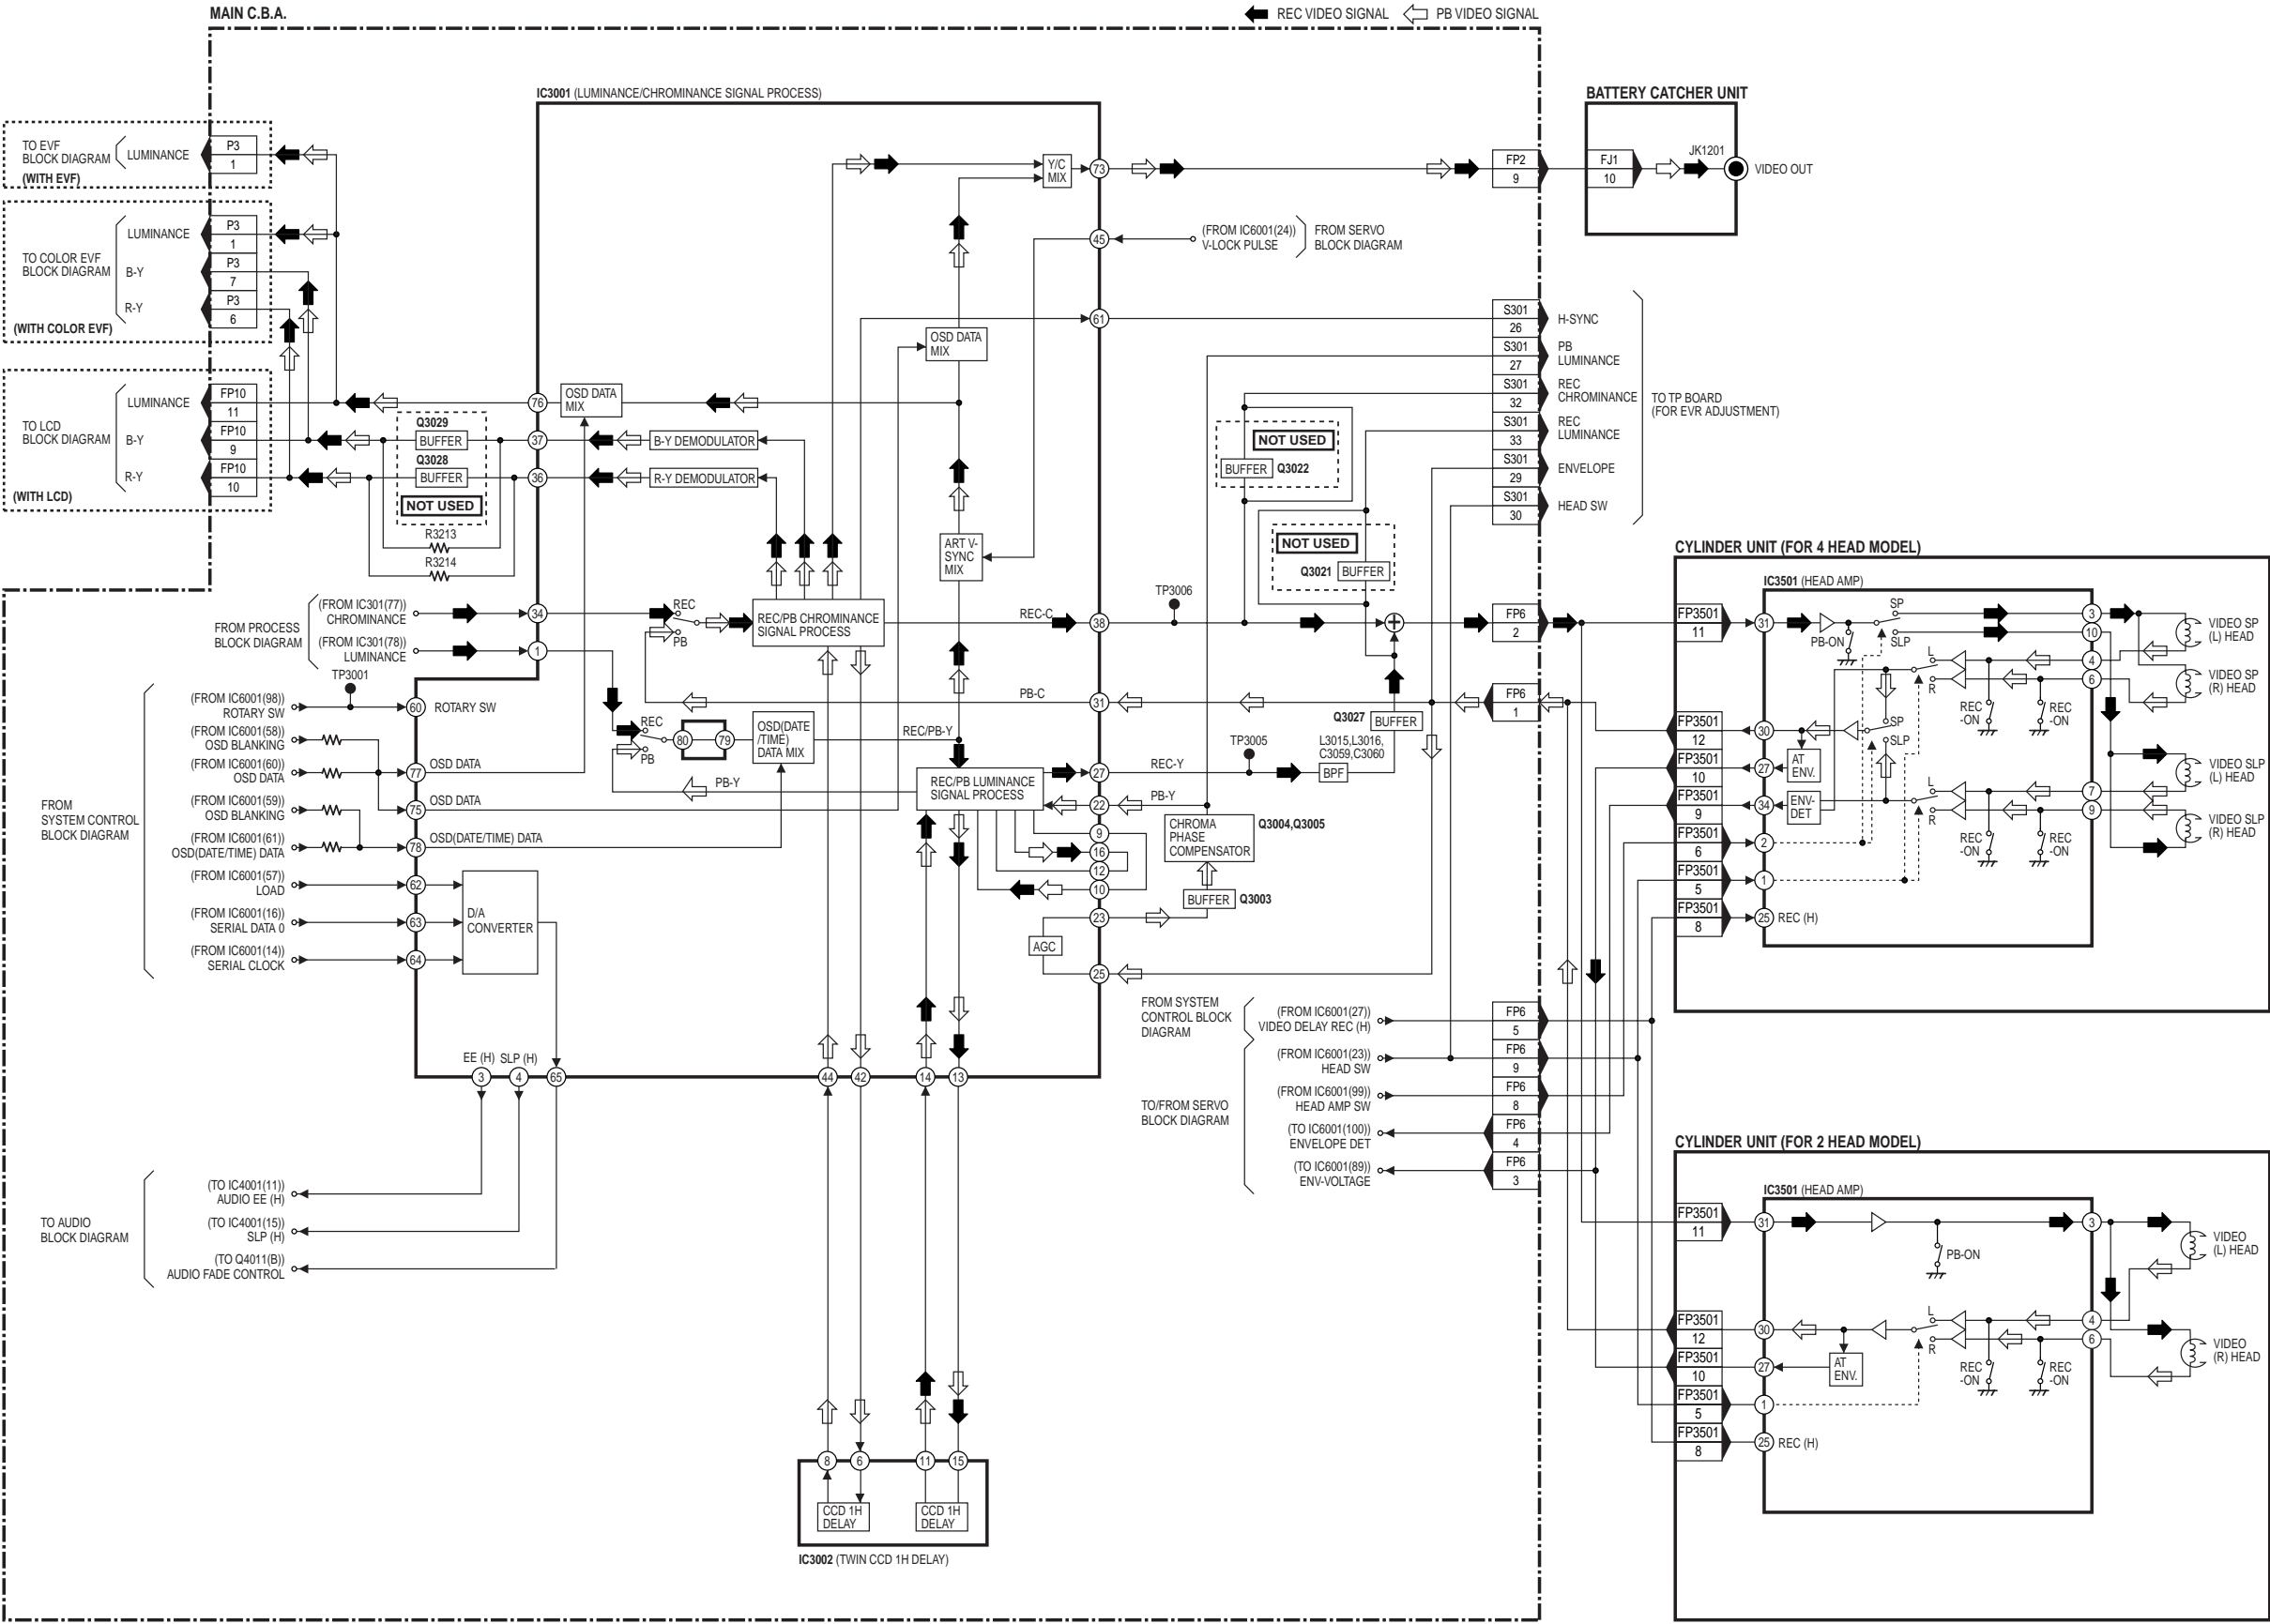 MAIN C.B.A.
REC VIDEO SIGNAL
PB VIDEO SIGNAL
IC3001 (LUMINANCE/CHROMINANCE SIGNAL PROCESS)
BATTERY CATCHER UNIT
TO EVF
BLOCK DIAGRAM
LUMINANCE
P3
1
(WITH EVF)
Y/C
MIX
73
FP2
9
FJ1
10
JK1201
VIDEO OUT
TO COLOR EVF
BLOCK DIAGRAM
LUMINANCE
P3
1
B-Y
P3
7
R-Y
P3
6
(WITH COLOR EVF)
45
(FROM IC6001(24))
V-LOCK PULSE
FROM SERVO
BLOCK DIAGRAM
61
OSD DATA
MIX
S301
26
H-SYNC
S301
27
PB
LUMINANCE
S301
32
REC
CHROMINANCE
S301
33
REC
LUMINANCE
S301
29
ENVELOPE
S301
30
HEAD SW
TO TP BOARD
(FOR EVR ADJUSTMENT)
TO LCD
BLOCK DIAGRAM
LUMINANCE
FP10
11
B-Y
FP10
9
R-Y
FP10
10
(WITH LCD)
Q3029
BUFFER
Q3028
BUFFER
NOT USED
R3213
R3214
76
OSD DATA
MIX
37
B-Y DEMODULATOR
36
R-Y DEMODULATOR
NOT USED
BUFFER
Q3022
NOT USED
Q3021
BUFFER
ART V-
SYNC
MIX
FROM PROCESS
BLOCK DIAGRAM
(FROM IC301(77))
CHROMINANCE
34
(FROM IC301(78))
LUMINANCE
1
TP3001
REC
PB
REC/PB CHROMINANCE
SIGNAL PROCESS
REC-C
38
TP3006
FP6
2
PB-C
31
FP6
1
FROM
SYSTEM CONTROL
BLOCK DIAGRAM
(FROM IC6001(98))
ROTARY SW
60
ROTARY SW
(FROM IC6001(58))
OSD BLANKING
(FROM IC6001(60))
OSD DATA
77
OSD DATA
(FROM IC6001(59))
OSD BLANKING
75
OSD DATA
(FROM IC6001(61))
OSD(DATE/TIME) DATA
78
OSD(DATE/TIME) DATA
(FROM IC6001(57))
LOAD
62
(FROM IC6001(16))
SERIAL DATA 0
63
(FROM IC6001(14))
SERIAL CLOCK
64
D/A
CONVERTER
REC
PB
80
79
OSD(DATE
/TIME)
DATA MIX
REC/PB-Y
PB-Y
REC/PB LUMINANCE
SIGNAL PROCESS
27
REC-Y
TP3005
L3015,L3016,
C3059,C3060
BPF
Q3027
BUFFER
22
PB-Y
9
16
12
10
23
AGC
25
CHROMA
PHASE
COMPENSATOR
Q3004,Q3005
BUFFER
Q3003
EE (H)
SLP (H)
3
4
65
44
42
14
13
FROM SYSTEM
CONTROL BLOCK
DIAGRAM
(FROM IC6001(27))
VIDEO DELAY REC (H)
FP6
5
TO/FROM SERVO
BLOCK DIAGRAM
(FROM IC6001(23))
HEAD SW
FP6
9
(FROM IC6001(99))
HEAD AMP SW
FP6
8
(TO IC6001(100))
ENVELOPE DET
FP6
4
(TO IC6001(89))
ENV-VOLTAGE
FP6
3
TO AUDIO
BLOCK DIAGRAM
(TO IC4001(11))
AUDIO EE (H)
(TO IC4001(15))
SLP (H)
(TO Q4011(B))
AUDIO FADE CONTROL
8
6
11
15
CCD 1H
DELAY
CCD 1H
DELAY
IC3002 (TWIN CCD 1H DELAY)
CYLINDER UNIT (FOR 4 HEAD MODEL)
IC3501 (HEAD AMP)
FP3501
11
31
PB-ON
SP
SLP
3
10
4
6
VIDEO SP
(L) HEAD
VIDEO SP
(R) HEAD
L
R
REC
-ON
REC
-ON
FP3501
12
30
SP
SLP
FP3501
10
27
AT
ENV.
FP3501
9
34
ENV-
DET
L
R
REC
-ON
REC
-ON
7
9
VIDEO SLP
(L) HEAD
VIDEO SLP
(R) HEAD
FP3501
6
2
FP3501
5
1
FP3501
8
25
REC (H)
CYLINDER UNIT (FOR 2 HEAD MODEL)
IC3501 (HEAD AMP)
FP3501
11
31
PB-ON
3
VIDEO
(L) HEAD
FP3501
12
30
L
R
4
6
VIDEO
(R) HEAD
FP3501
10
27
AT
ENV.
REC
-ON
REC
-ON
FP3501
5
1
FP3501
8
25
REC (H)